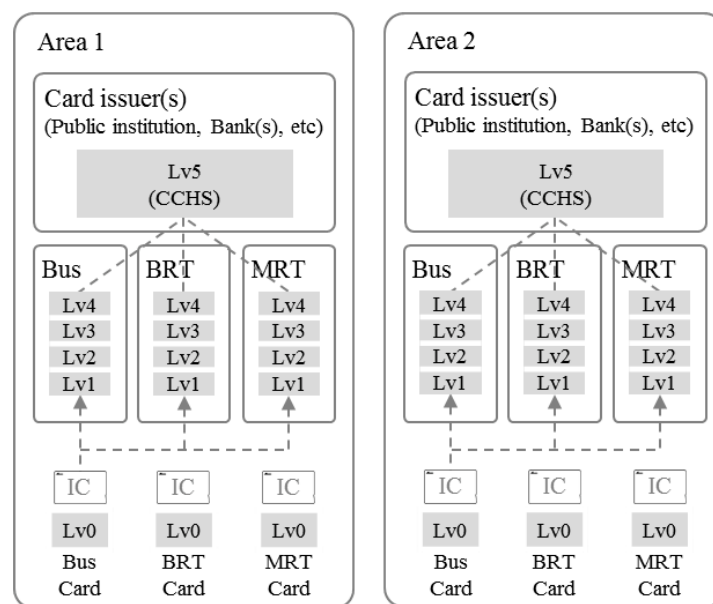 Area 1
Card issuer(s)
(Public institution, Bank(s), etc)
Lv5
(CCHS)
Bus
BRT
MRT
Lv4
Lv4
Lv4
Lv3
Lv3
Lv3
Lv2
Lv2
Lv2
Lv1
Lv1
Lv1
IC
IC
IC
Lv0
Lv0
Lv0
Bus
Card
BRT
Card
MRT
Card
Area 2
Card issuer(s)
(Public institution, Bank(s), etc)
Lv5
(CCHS)
Bus
BRT
MRT
Lv4
Lv4
Lv4
Lv3
Lv3
Lv3
Lv2
Lv2
Lv2
Lv1
Lv1
Lv1
IC
IC
IC
Lv0
Lv0
Lv0
Bus
Card
BRT
Card
MRT
Card